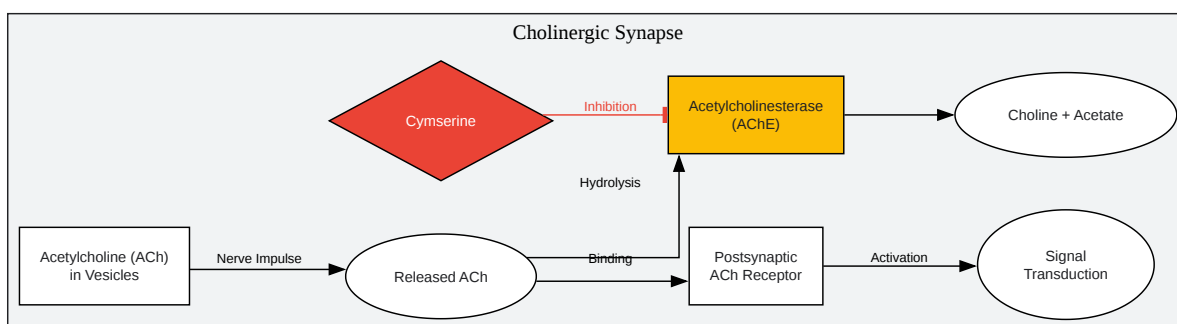 Cholinergic Synapse
Cymserine
Inhibition
Acetylcholinesterase
(AChE)
Choline + Acetate
Hydrolysis
Acetylcholine (ACh)
in Vesicles
Nerve Impulse
Released ACh
Binding
Postsynaptic
ACh Receptor
Activation
Signal
Transduction